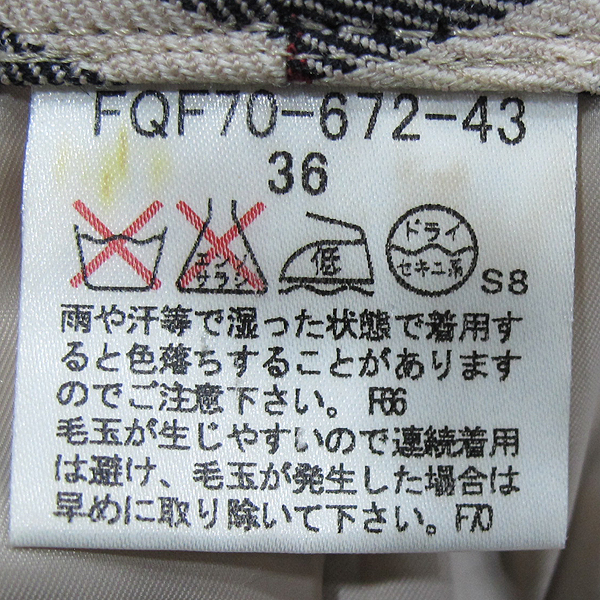 FQF70-672-43
36
エンソ
サラシ
低
ドライ
セキユ系
S8
雨や汗等で湿った状態で着用す
ると色落ちすることがあります
のでご注意下さい。F66
毛玉が生じやすいので連続着用
は避け、毛玉が発生した場合は
早めに取り除いて下さい。F70